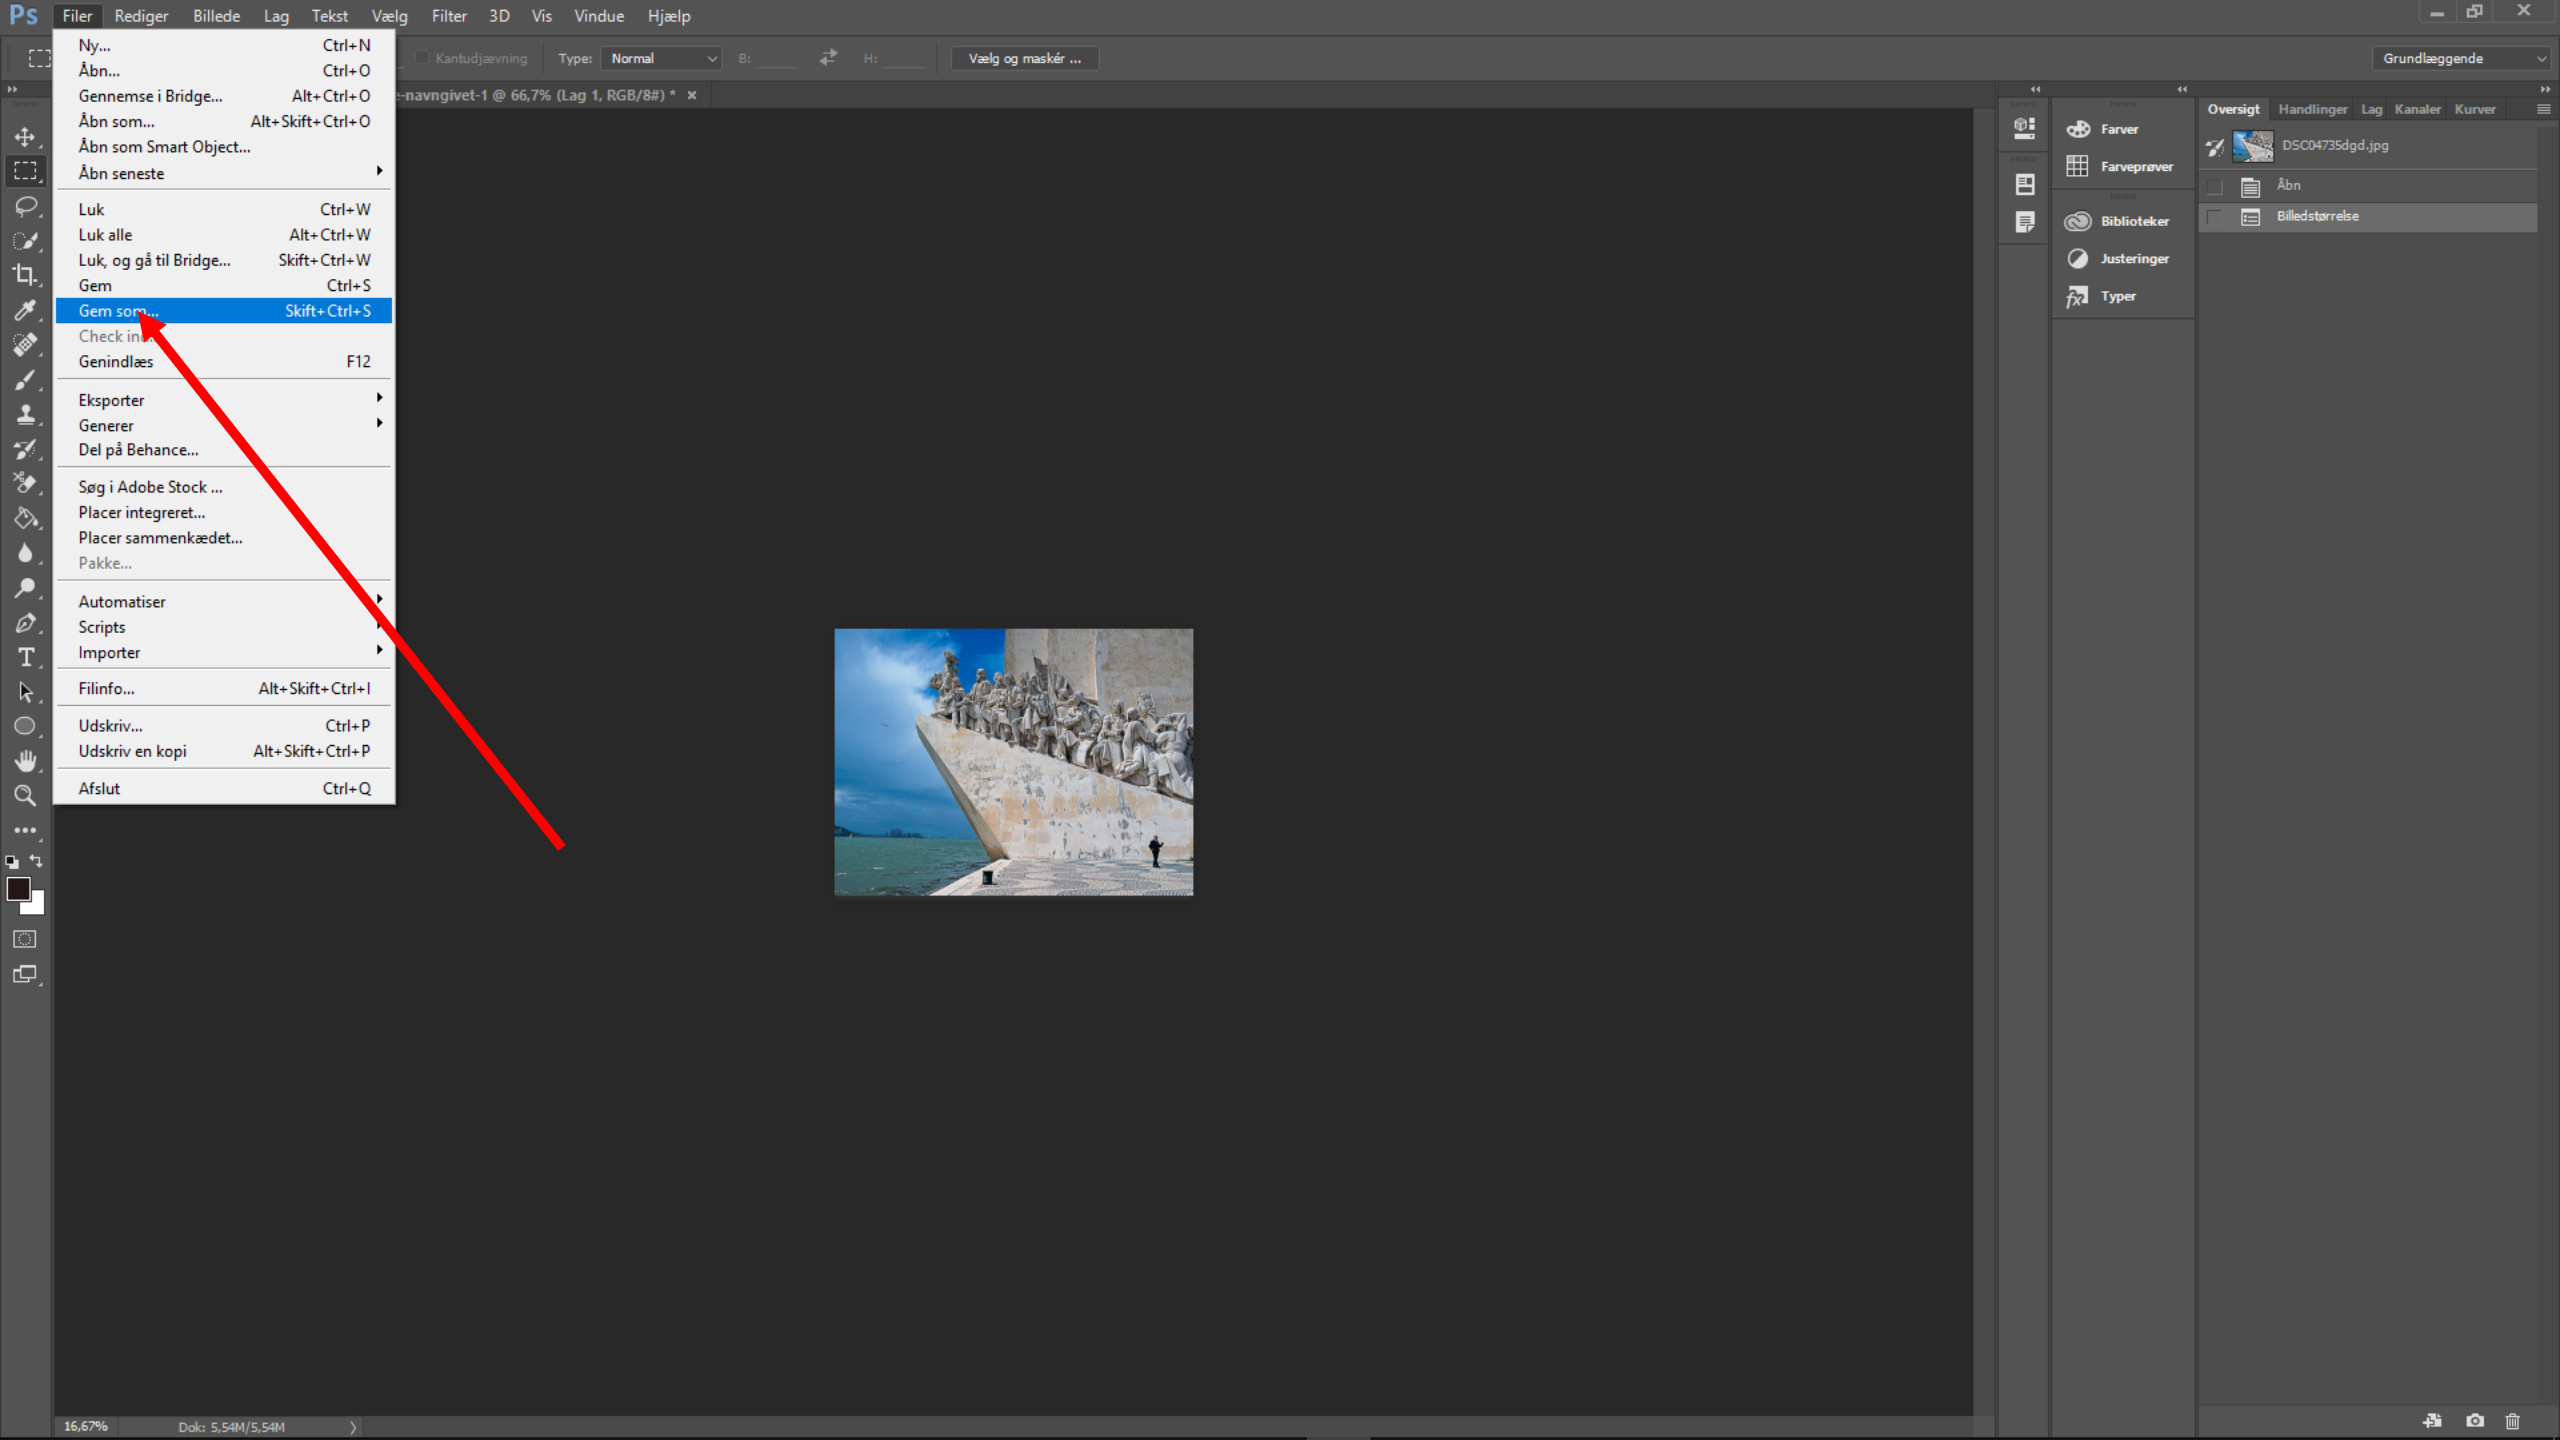 Ps Filer Rediger Billede Lag Tekst Vælg Filter 3D Vis Vindue Hjælp
Kantudjævning Type: Normal B: H: Vælg og maskér ... Grundlæggende
e-navngivet-1 @ 66,7% (Lag 1, RGB/8#) *
Ny... Ctrl+N
Åbn... Ctrl+O
Gennemse i Bridge... Alt+Ctrl+O
Åbn som... Alt+Skift+Ctrl+O
Åbn som Smart Object...
Åbn seneste
Luk Ctrl+W
Luk alle Alt+Ctrl+W
Luk, og gå til Bridge... Skift+Ctrl+W
Gem Ctrl+S
Gem som... Skift+Ctrl+S
Check ind...
Genindlæs F12
Eksporter
Generer
Del på Behance...
Søg i Adobe Stock ...
Placer integreret...
Placer sammenkædet...
Pakke...
Automatiser
Scripts
Importer
Filinfo... Alt+Skift+Ctrl+I
Udskriv... Ctrl+P
Udskriv en kopi Alt+Skift+Ctrl+P
Afslut Ctrl+Q
Farver
Farveprøver
Biblioteker
Justeringer
Typer
Oversigt Handlinger Lag Kanaler Kurver
DSC04735dgd.jpg
Åbn
Billedstørrelse
16,67% Dok: 5,54M/5,54M